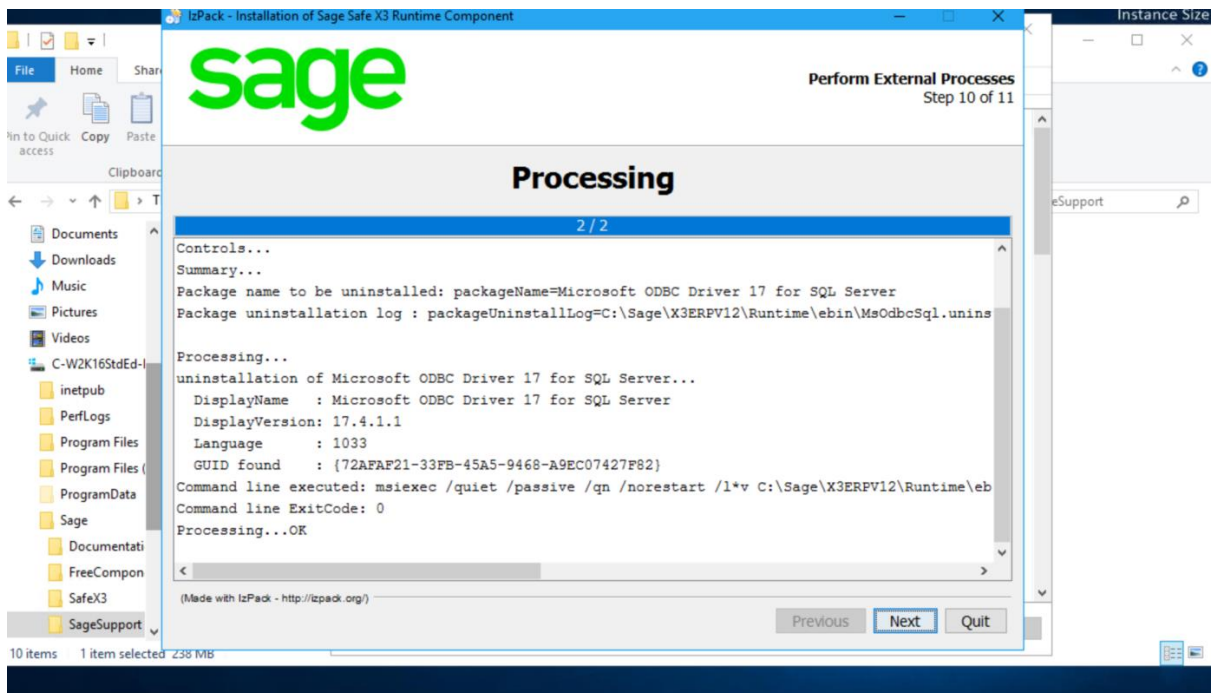 Instance Size
IzPack - Installation of Sage Safe X3 Runtime Component
File Home Shar
sage
Perform External Processes
Step 10 of 11
Pin to Quick access
Copy
Paste
Clipboard
Processing
T
eSupport
2 / 2
Documents
Downloads
Music
Pictures
Videos
C-W2K16StdEd-
inetpub
PerfLogs
Program Files
Program Files (
ProgramData
Sage
Documentati
FreeCompon
SafeX3
SageSupport
Controls...
Summary...
Package name to be uninstalled: packageName=Microsoft ODBC Driver 17 for SQL Server
Package uninstallation log : packageUninstallLog=C:\Sage\X3ERPV12\Runtime\ebin\MsOdbcSql.unins
Processing...
uninstallation of Microsoft ODBC Driver 17 for SQL Server...
DisplayName : Microsoft ODBC Driver 17 for SQL Server
DisplayVersion: 17.4.1.1
Language : 1033
GUID found : {72AFAF21-33FB-45A5-9468-A9EC07427F82}
Command line executed: msiexec /quiet /passive /qn /norestart /l*v C:\Sage\X3ERPV12\Runtime\eb
Command line ExitCode: 0
Processing...OK
(Made with IzPack - http://izpack.org/)
Previous Next Quit
10 items 1 item selected 238 MB